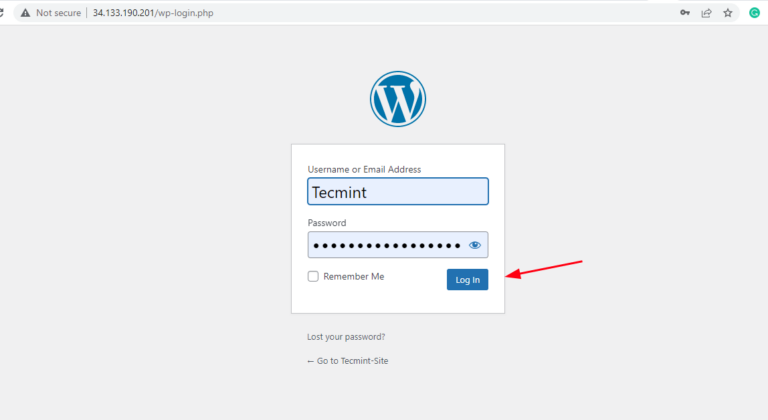 Not secure | 34.133.190.201/wp-login.php
Username or Email Address
Tecmint
Password
••••••••••••••••••
Remember Me
Log In
Lost your password?
← Go to Tecmint-Site